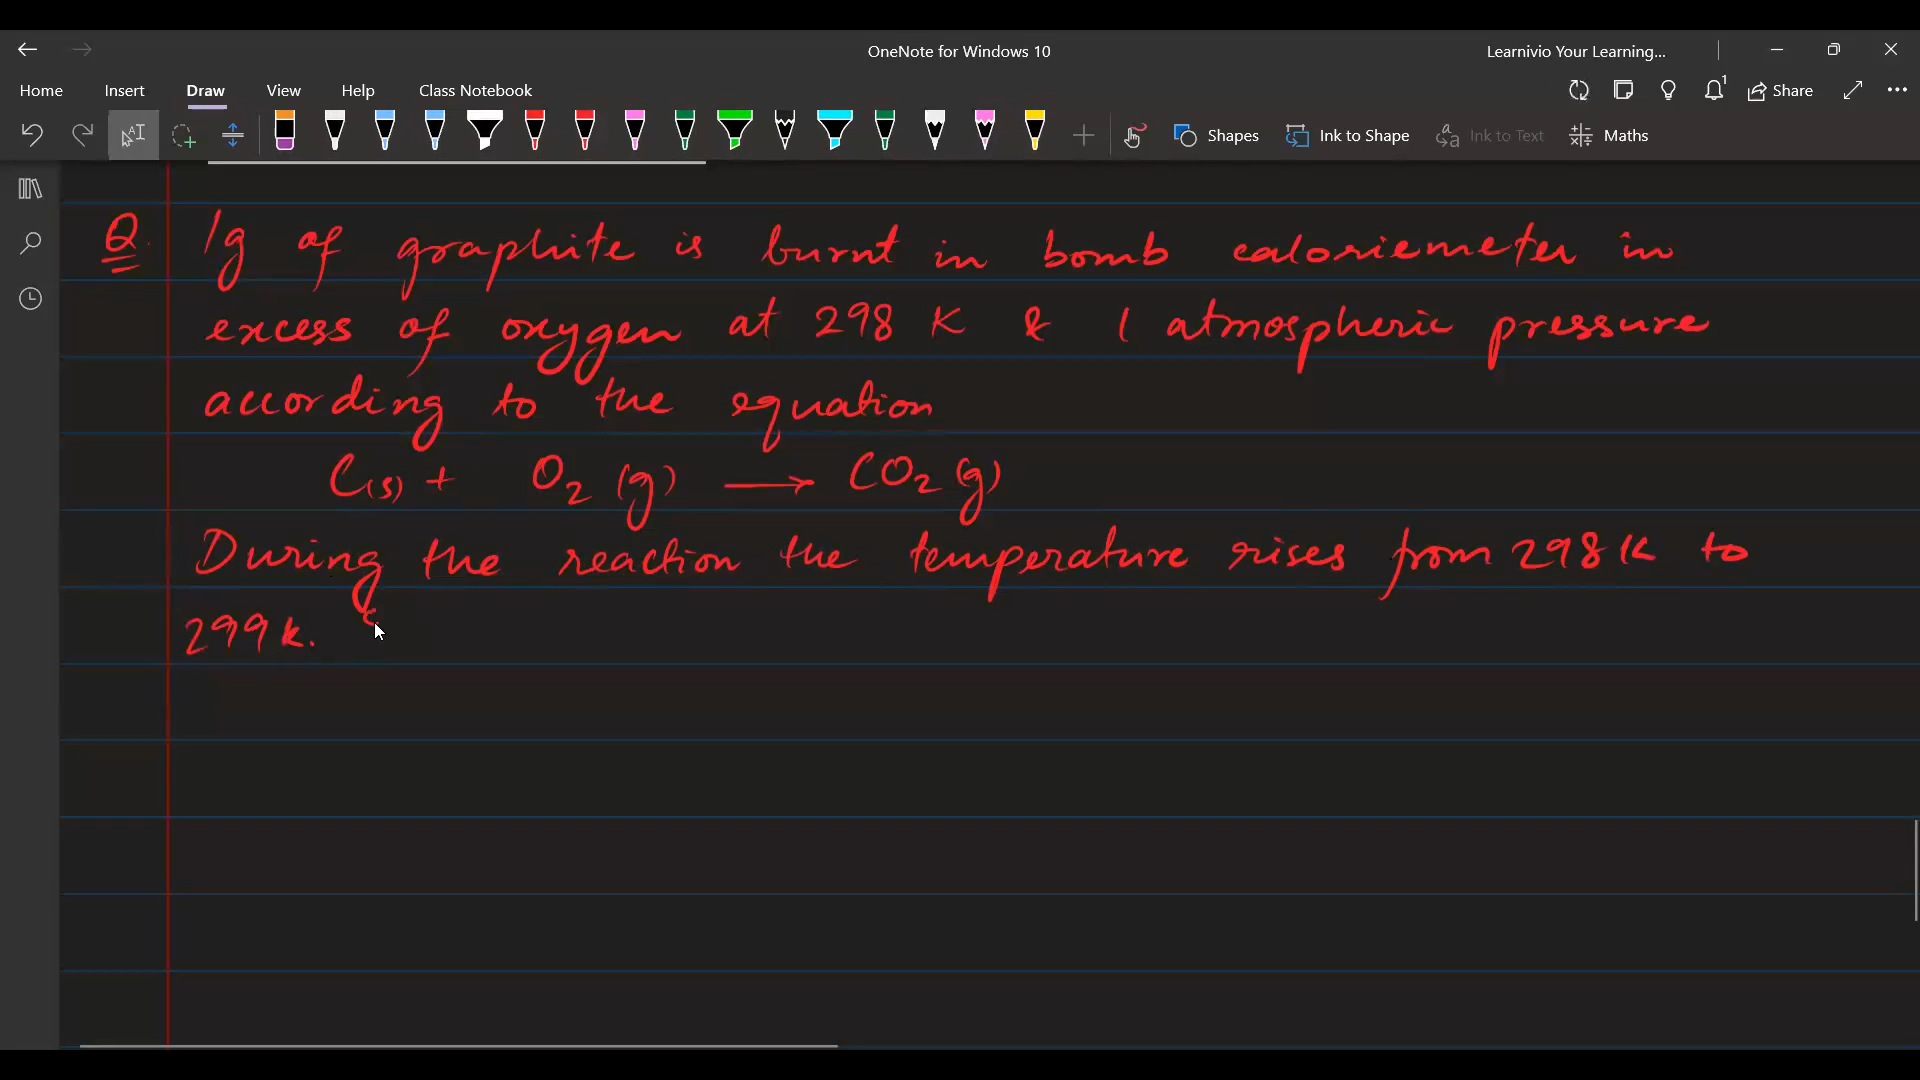 OneNote for Windows 10
Learnivio Your Learning...
Home Insert Draw View Help Class Notebook
1 Share
Shapes Ink to Shape Ink to Text Maths
Q. 1g of graphite is burnt in bomb caloriemeter in
excess of oxygen at 298 K & 1 atmospheric pressure
according to the equation
C(s) + O2 (g) → CO2 (g)
During the reaction the temperature rises from 298 K to
299 k.